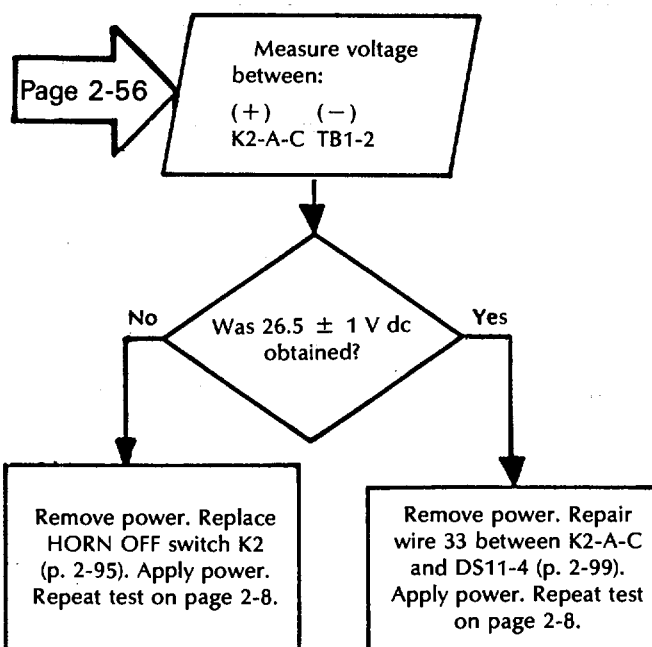 Page 2-56
Measure voltage
between:
(+) (−)
K2-A-C TB1-2
No
Was 26.5 ± 1 V dc
obtained?
Yes
Remove power. Replace
HORN OFF switch K2
(p. 2-95). Apply power.
Repeat test on page 2-8.
Remove power. Repair
wire 33 between K2-A-C
and DS11-4 (p. 2-99).
Apply power. Repeat test
on page 2-8.